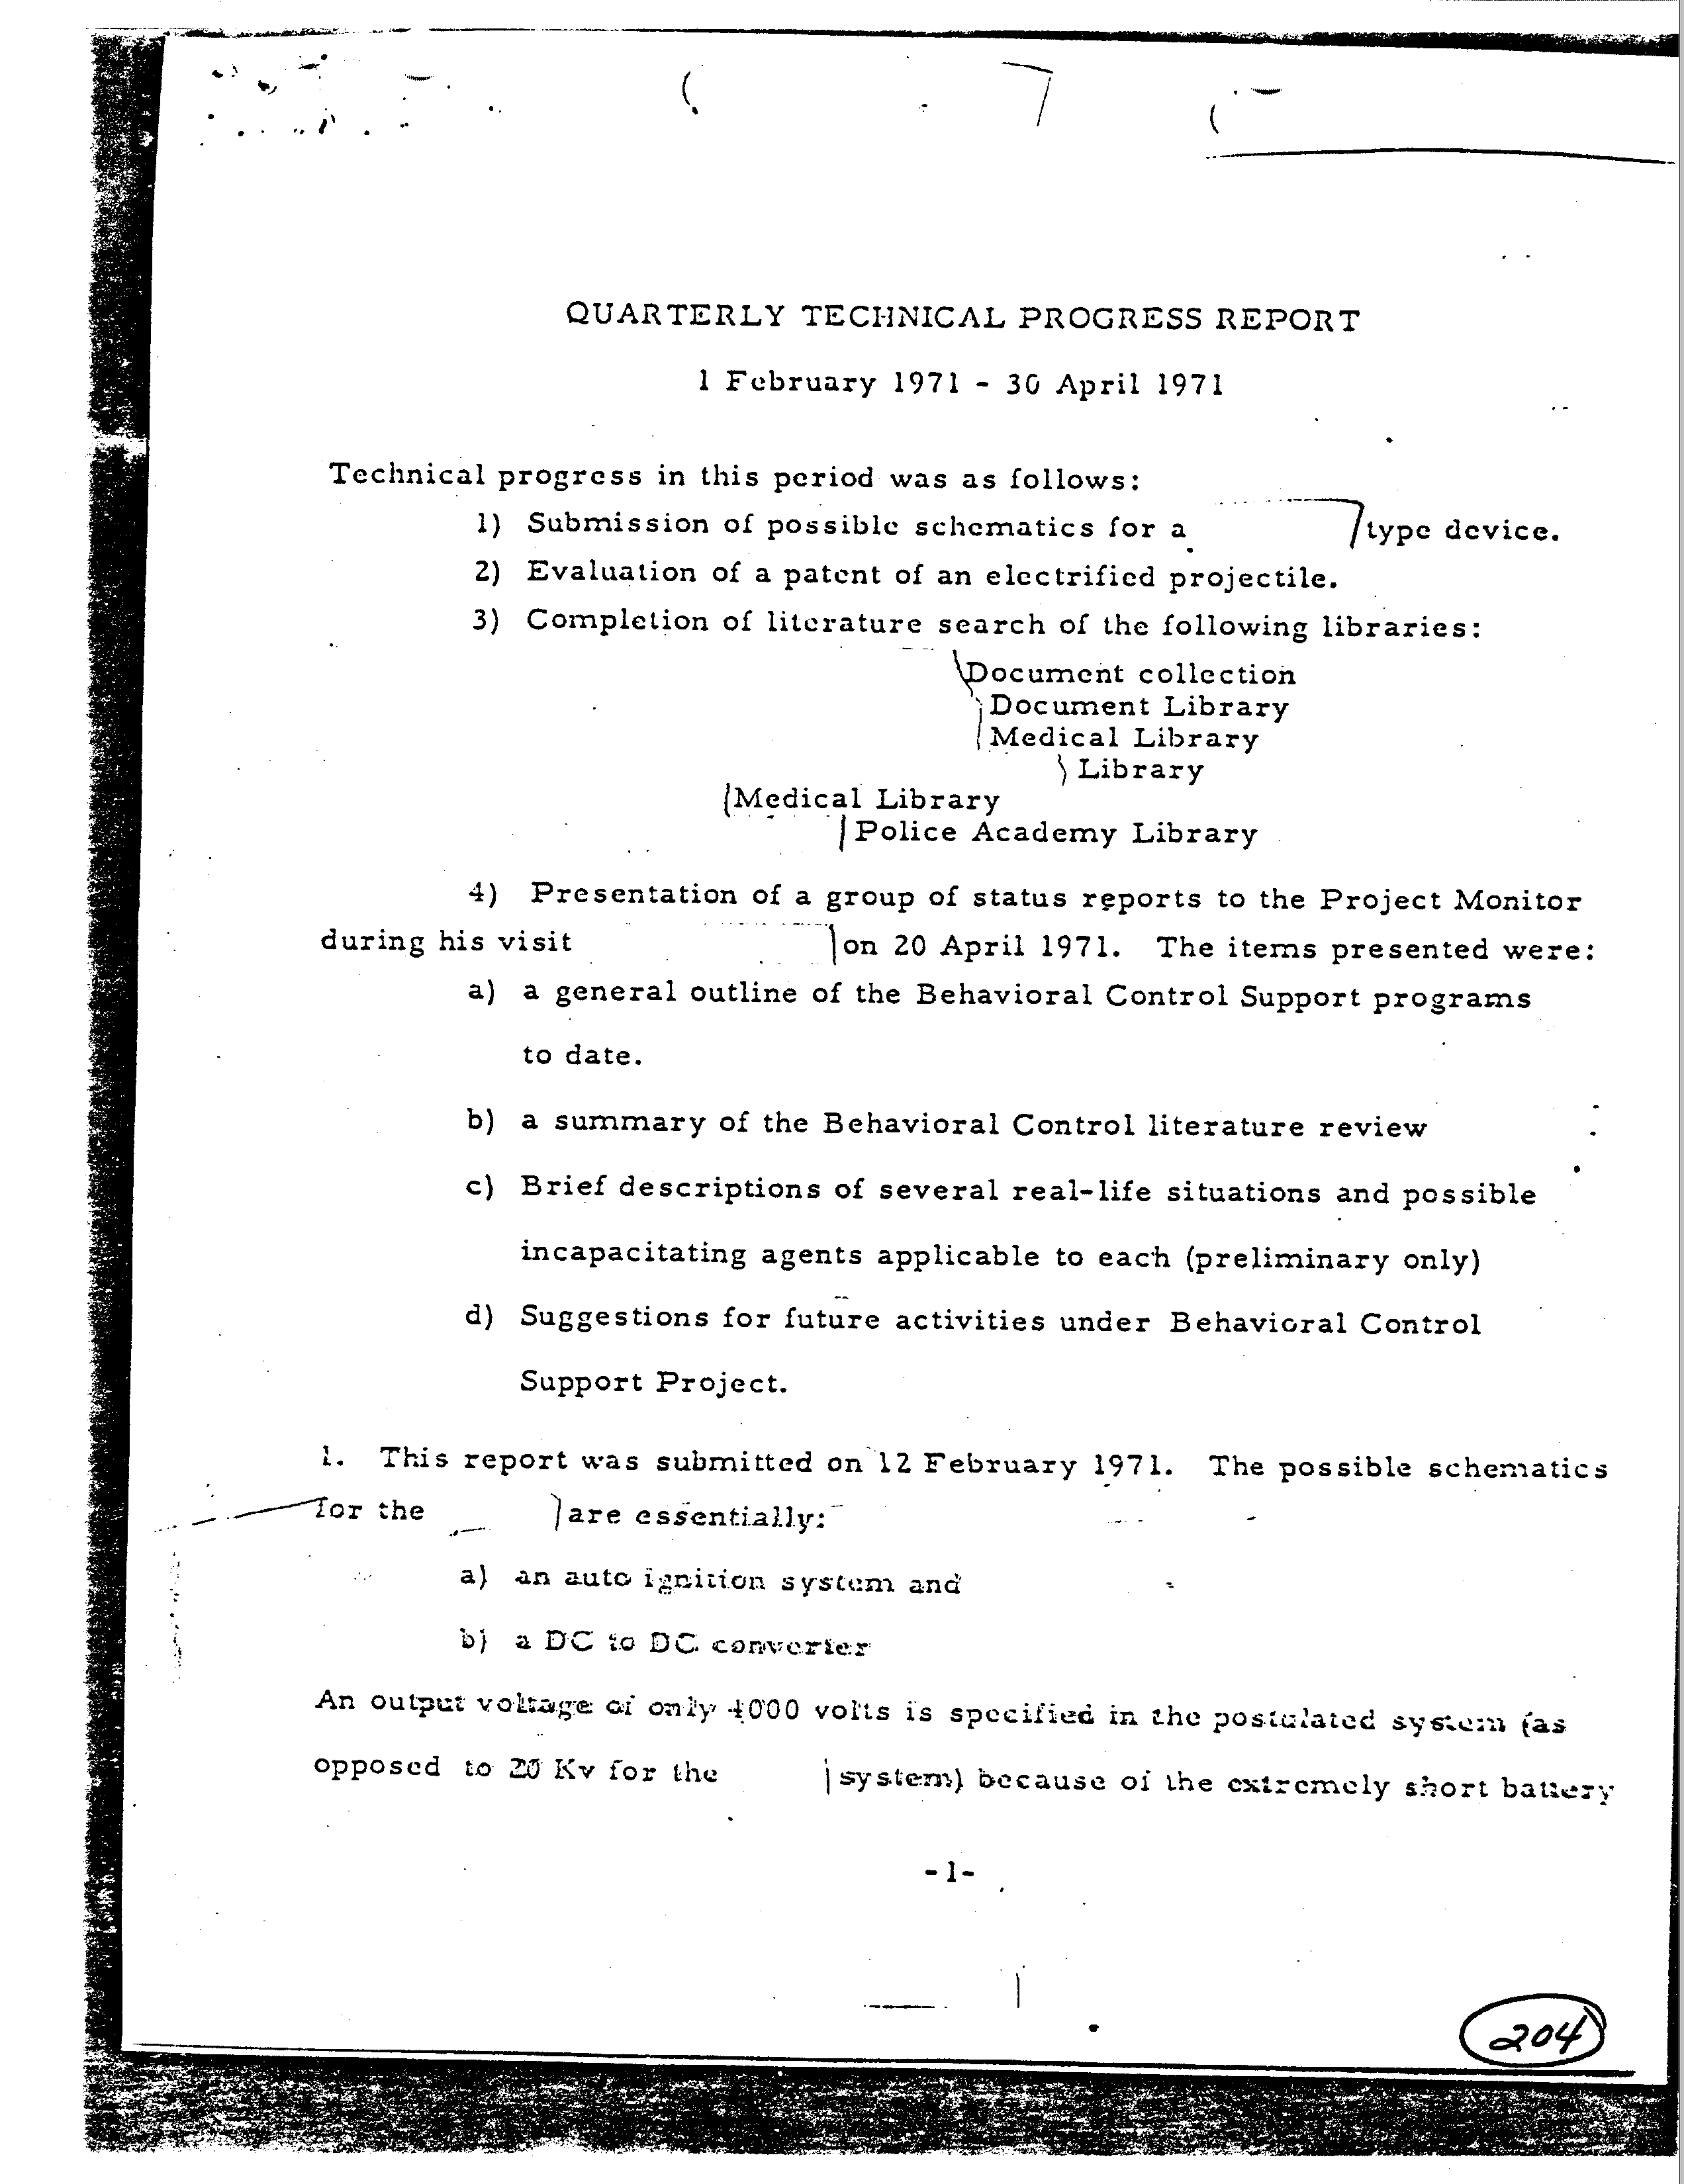 QUARTERLY TECHNICAL PROGRESS REPORT
1 February 1971 - 30 April 1971
Technical progress in this period was as follows:
1) Submission of possible schematics for a type device.
2) Evaluation of a patent of an electrified projectile.
3) Completion of literature search of the following libraries:
Document collection
Document Library
Medical Library
Library
Medical Library
Police Academy Library
4) Presentation of a group of status reports to the Project Monitor
during his visit on 20 April 1971. The items presented were:
a) a general outline of the Behavioral Control Support programs
to date.
b) a summary of the Behavioral Control literature review
c) Brief descriptions of several real-life situations and possible
incapacitating agents applicable to each (preliminary only)
d) Suggestions for future activities under Behavioral Control
Support Project.
1. This report was submitted on 12 February 1971. The possible schematics
for the are essentially:
a) an auto ignition system and
b) a DC to DC converter
An output voltage of only 4000 volts is specified in the postulated system (as
opposed to 20 Kv for the system) because of the extremely short battery
-1-
204